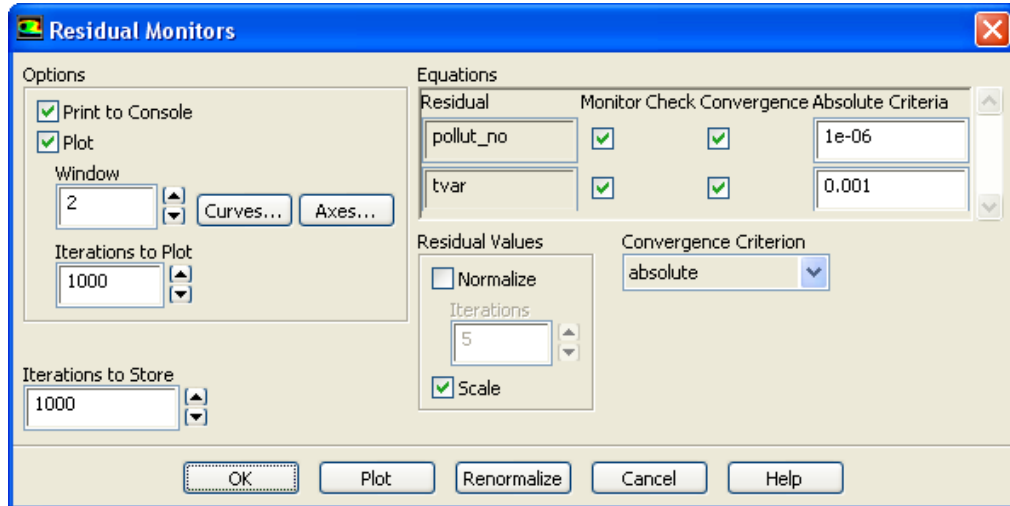 Residual Monitors
Options
Print to Console
Plot
Window
2
Curves...
Axes...
Iterations to Plot
1000
Iterations to Store
1000
Equations
Residual Monitor Check Convergence Absolute Criteria
pollut_no
1e-06
tvar
0.001
Residual Values
Normalize
Iterations
5
Scale
Convergence Criterion
absolute
OK
Plot
Renormalize
Cancel
Help